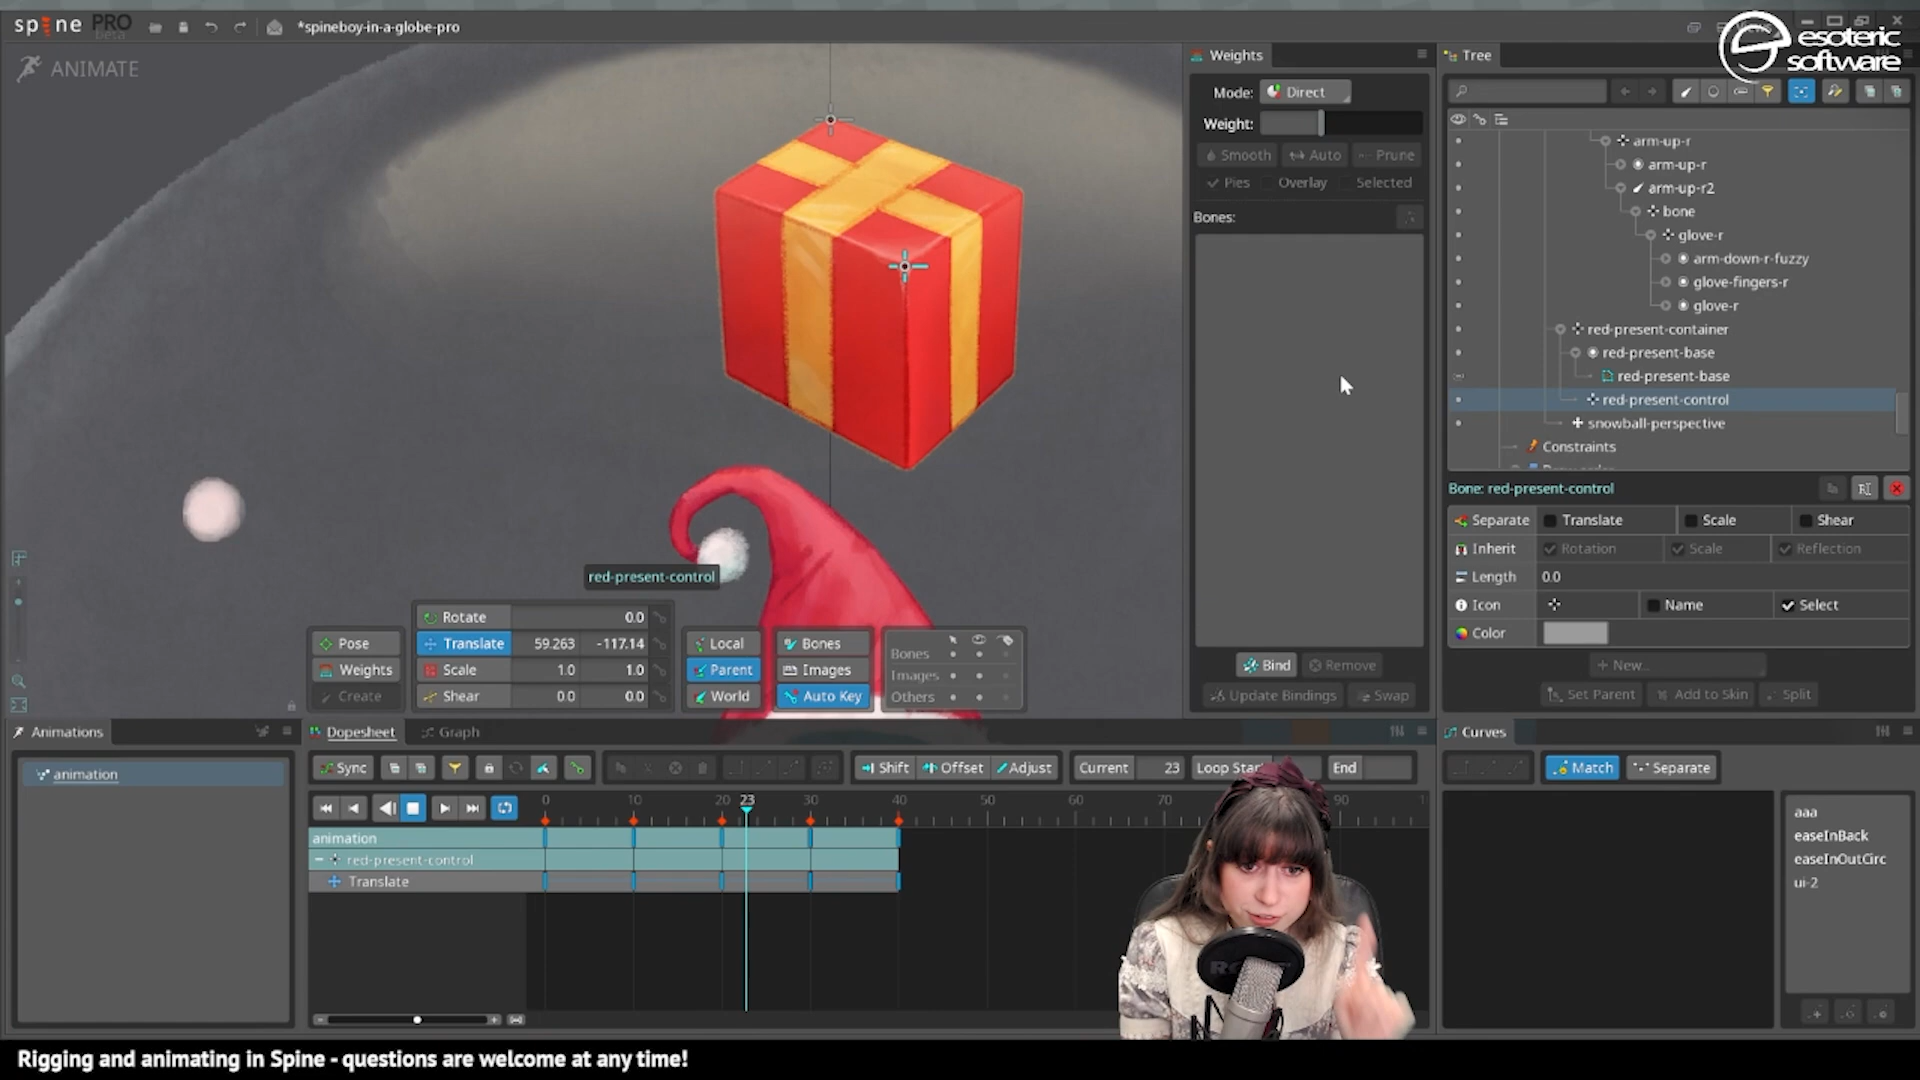 spine PRO
beta
*spineboy-in-a-globe-pro
esoteric
software
ANIMATE
Weights
Mode: Direct
Weight:
Smooth Auto Prune
Pies Overlay Selected
Bones:
Bind Remove
Update Bindings Swap
Tree
arm-up-r
arm-up-r
arm-up-r2
bone
glove-r
arm-down-r-fuzzy
glove-fingers-r
glove-r
red-present-container
red-present-base
red-present-base
red-present-control
snowball-perspective
Constraints
Bone: red-present-control
Separate Translate Scale Shear
Inherit Rotation Scale Reflection
Length 0.0
Icon Name Select
Color
+ New...
Set Parent Add to Skin Split
red-present-control
Pose
Weights
Create
Rotate 0.0
Translate 59.263 -117.14
Scale 1.0 1.0
Shear 0.0 0.0
Local
Parent
World
Bones
Images
Auto Key
Bones
Images
Others
Animations
animation
Dopesheet Graph
Sync Shift Offset Adjust Current 23 Loop Start End
0 10 20 23 30 40 50 60 70 90
animation
red-present-control
Translate
Curves
Match Separate
aaa
easeInBack
easeInOutCirc
ui-2
Rigging and animating in Spine - questions are welcome at any time!